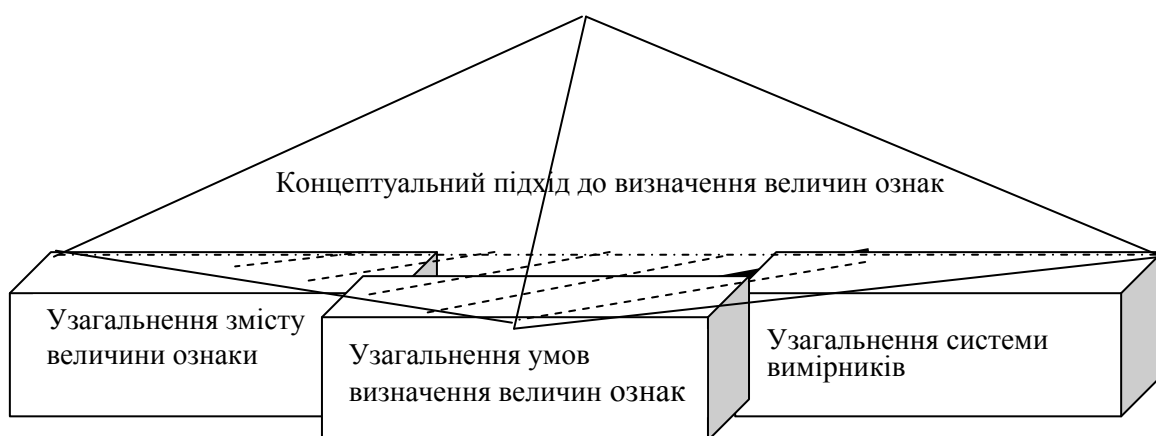 Концептуальний підхід до визначення величин ознак
Узагальнення змісту
величини ознаки
Узагальнення умов
визначення величин ознак
Узагальнення системи
вимірників